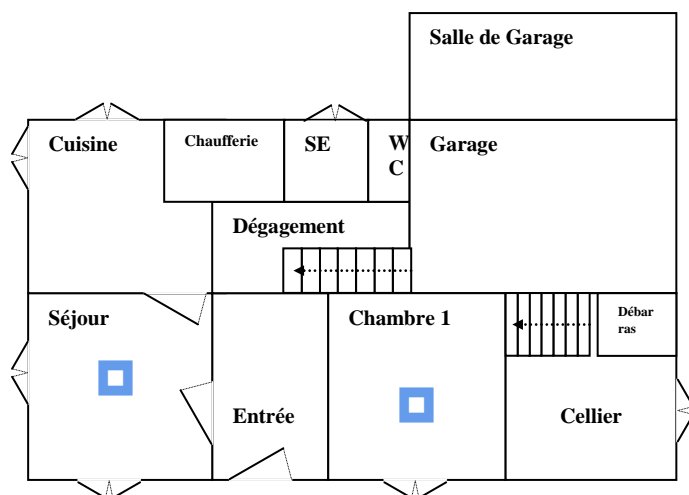 Salle de Garage
Cuisine
Chaufferie
SE
W
C
Garage
Dégagement
Séjour
Chambre 1
Débar
ras
Entrée
Cellier